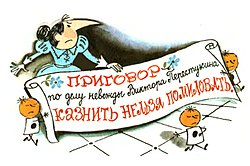 ПРИГОВОР
по делу невежды Виктора Перестукина
КАЗНИТЬ НЕЛЬЗЯ ПОМИЛОВАТЬ